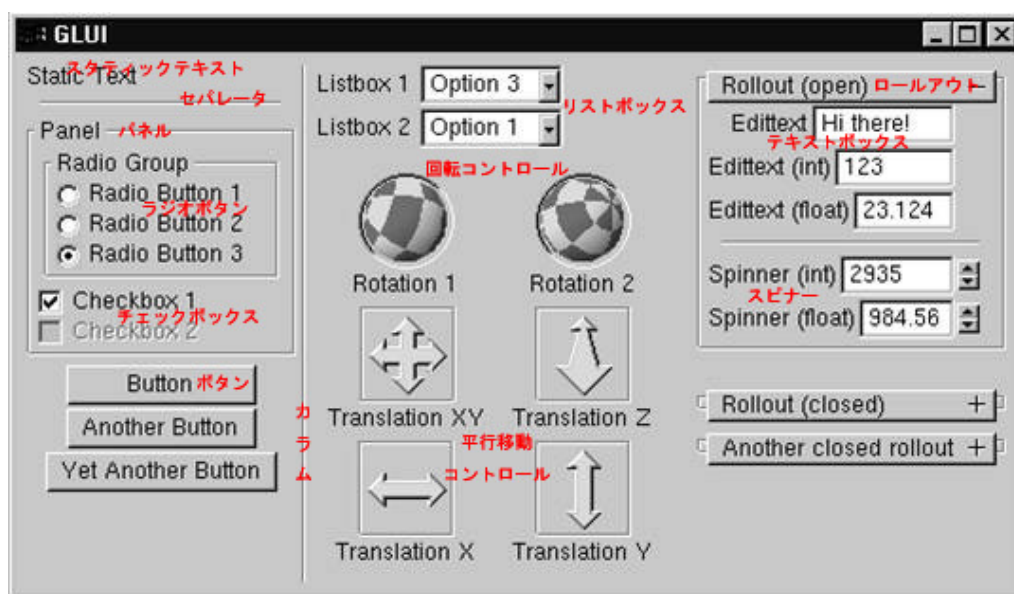 GLUI
Static Text
スタティックテキスト
セパレータ
Panel パネル
Radio Group
Radio Button 1
ラジオボタン
Radio Button 2
Radio Button 3
Checkbox 1
チェックボックス
Checkbox 2
Button ボタン
Another Button
Yet Another Button
カラム
Listbox 1 Option 3
リストボックス
Listbox 2 Option 1
回転コントロール
Rotation 1
Rotation 2
Translation XY
Translation Z
平行移動
コントロール
Translation X
Translation Y
Rollout (open) ロールアウト
Edittext Hi there!
テキストボックス
Edittext (int) 123
Edittext (float) 23.124
Spinner (int) 2935
スピナー
Spinner (float) 984.56
Rollout (closed)
Another closed rollout